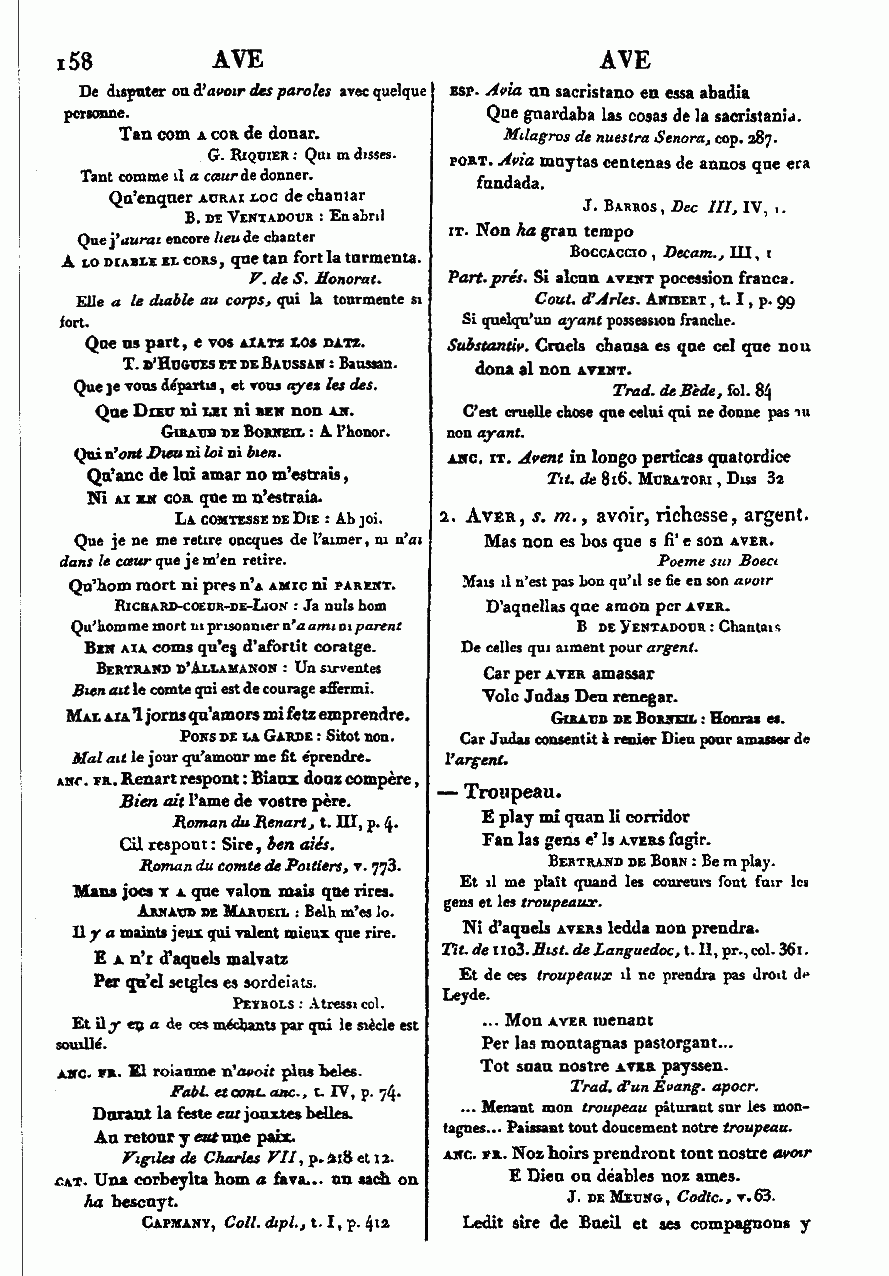 158 AVE AVE
De disputer ou d'avoir des paroles avec quelque
personne.
Tan com A COR de donar.
G. RIQUIER : Qui m disses.
Tant comme il a cœur de donner.
Qu'enquer AURAI LOC de chantar
B. DE VENTADOUR : En abril
Que j'aurai encore lieu de chanter
A LO DIABLE EL CORS, que tan fort la turmenta.
V. de S. Honorat.
Elle a le diable au corps, qui la tourmente si
fort.
Que us part, e vos AIATZ LOS DATZ.
T. D'HUGUES ET DE BAUSSAN : Baussan.
Que je vous départis, et vous ayez les des.
Que DIEU ni LEI ni BEN non AN.
GIRAUD DE BORNEIL : A l'honor.
Qui n'ont Dieu ni loi ni bien.
Qu'anc de lui amar no m'estrais,
Ni AI EN COR que m n'estraia.
LA COMTESSE DE DIE : Ab joi.
Que je ne me retire oncques de l'aimer, ni n'ai
dans le cœur que je m'en retire.
Qu'hom mort ni pres n'A AMIC ni PARENT.
RICHARD-COEUR-DE-LION : Ja nuls hom
Qu'homme mort ni prisonnier n'a ami ni parent
BEN AIA coms qu'es d'afortit coratge.
BERTRAND D'ALLAMANON : Un sirventes
Bien ait le comte qui est de courage affermi.
MAL AIA 'l jorns qu'amors mi fetz emprendre.
PONS DE LA GARDE : Sitot non.
Mal ait le jour qu'amour me fit éprendre.
ANC. FR. Renart respont : Biaux douz compère,
Bien ait l'ame de vostre père.
Roman du Renart, t. III, p. 4.
Cil respont : Sire, ben aiés.
Roman du comte de Poitiers, v. 773.
Mans jocs Y A que valon mais que rires.
ARNAUD DE MARUEIL : Belh m'es lo.
Il y a maints jeux qui valent mieux que rire.
E A n'I d'aquels malvatz
Per qu'el setgles es sordeiats.
PEYROLS : Atressi col.
Et il y en a de ces méchants par qui le siècle est
souillé.
ANC. FR. El roiaume n'avoit plus beles.
Fabl. et cont. anc., t. IV, p. 74.
Durant la feste eut jouxtes belles.
Au retour y eut une paix.
Vigiles de Charles VII, p. 218 et 12.
CAT. Una corbeylta hom a fava... un sach on
ha bescuyt.
CAPMANY, Coll. dipl., t. I, p. 412
ESP. Avia un sacristano en essa abadia
Que guardaba las cosas de la sacristania.
Milagros de nuestra Senora, cop. 287.
PORT. Avia muytas centenas de annos que era
fundada.
J. BARROS, Dec III, IV, 1.
IT. Non ha gran tempo
BOCCACCIO, Decam., III, 1
Part. prés. Si alcun AVENT pocession franca.
Cout. d'Arles. ANIBERT, t. I, p. 99
Si quelqu'un ayant possession franche.
Substantiv. Cruels chausa es que cel que non
dona al non AVENT.
Trad. de Bède, fol. 84
C'est cruelle chose que celui qui ne donne pas au
non ayant.
ANC. IT. Avent in longo perticas quatordice
Tit. de 816. MURATORI, Diss 32
2. AVER, s. m., avoir, richesse, argent.
Mas non es bos que s fi' e son AVER.
Poeme sur Boece
Mais il n'est pas bon qu'il se fie en son avoir
D'aquellas que amon per AVER.
B DE VENTADOUR : Chantars
De celles qui aiment pour argent.
Car per AVER amassar
Volc Judas Deu renegar.
GIRAUD DE BORNEIL : Honras es.
Car Judas consentit à renier Dieu pour amasser de
l'argent.
— Troupeau.
E play mi quan li corridor
Fan las gens e' ls AVERS fugir.
BERTRAND DE BORN : Be m play.
Et il me plaît quand les coureurs font fuir les
gens et les troupeaux.
Ni d'aquels AVERS ledda non prendra.
Tit. de 1103. Hist. de Languedoc, t. II, pr., col. 361.
Et de ces troupeaux il ne prendra pas droit de
Leyde.
... Mon AVER menant
Per las montagnas pastorgant...
Tot suau nostre AVER payssen.
Trad. d'un Évang. apocr.
... Menant mon troupeau pâturant sur les mon-
tagnes... Paissant tout doucement notre troupeau.
ANC. FR. Noz hoirs prendront tout nostre avoir
E Dieu ou déables noz ames.
J. DE MEUNG, Codic., v. 63.
Ledit sire de Bueil et ses compagnons y